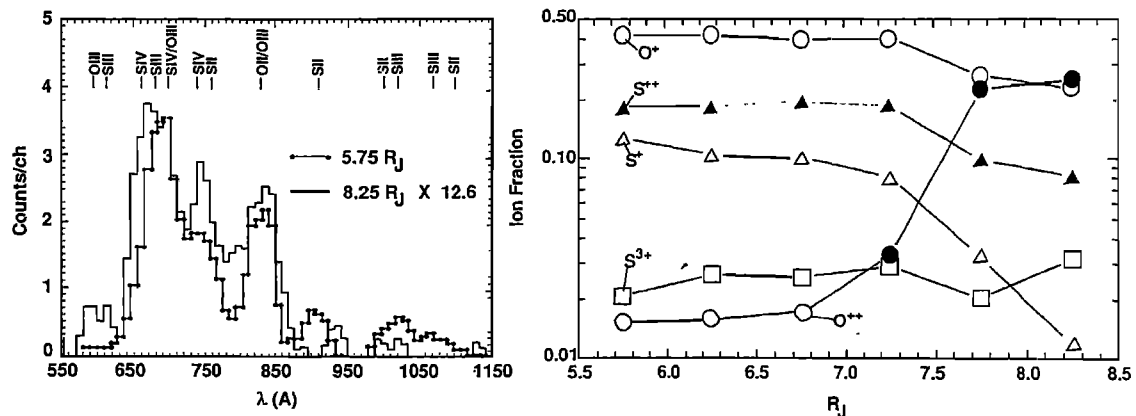 5
4
3
2
1
0
Counts/ch
–OIII
–SIII
–SIV
–SIII
–SIV/OIII
–SIV
–SII
–OII/OIII
–SII
–SII
–SIII
–SIII
–SII
5.75 RJ
8.25 RJ X 12.6
550 650 750 850 950 1050 1150
λ (A)
0.50
0.10
0.01
Ion Fraction
O+
S++
S+
S3+
O++
5.5 6.0 6.5 7.0 7.5 8.0 8.5
RJ